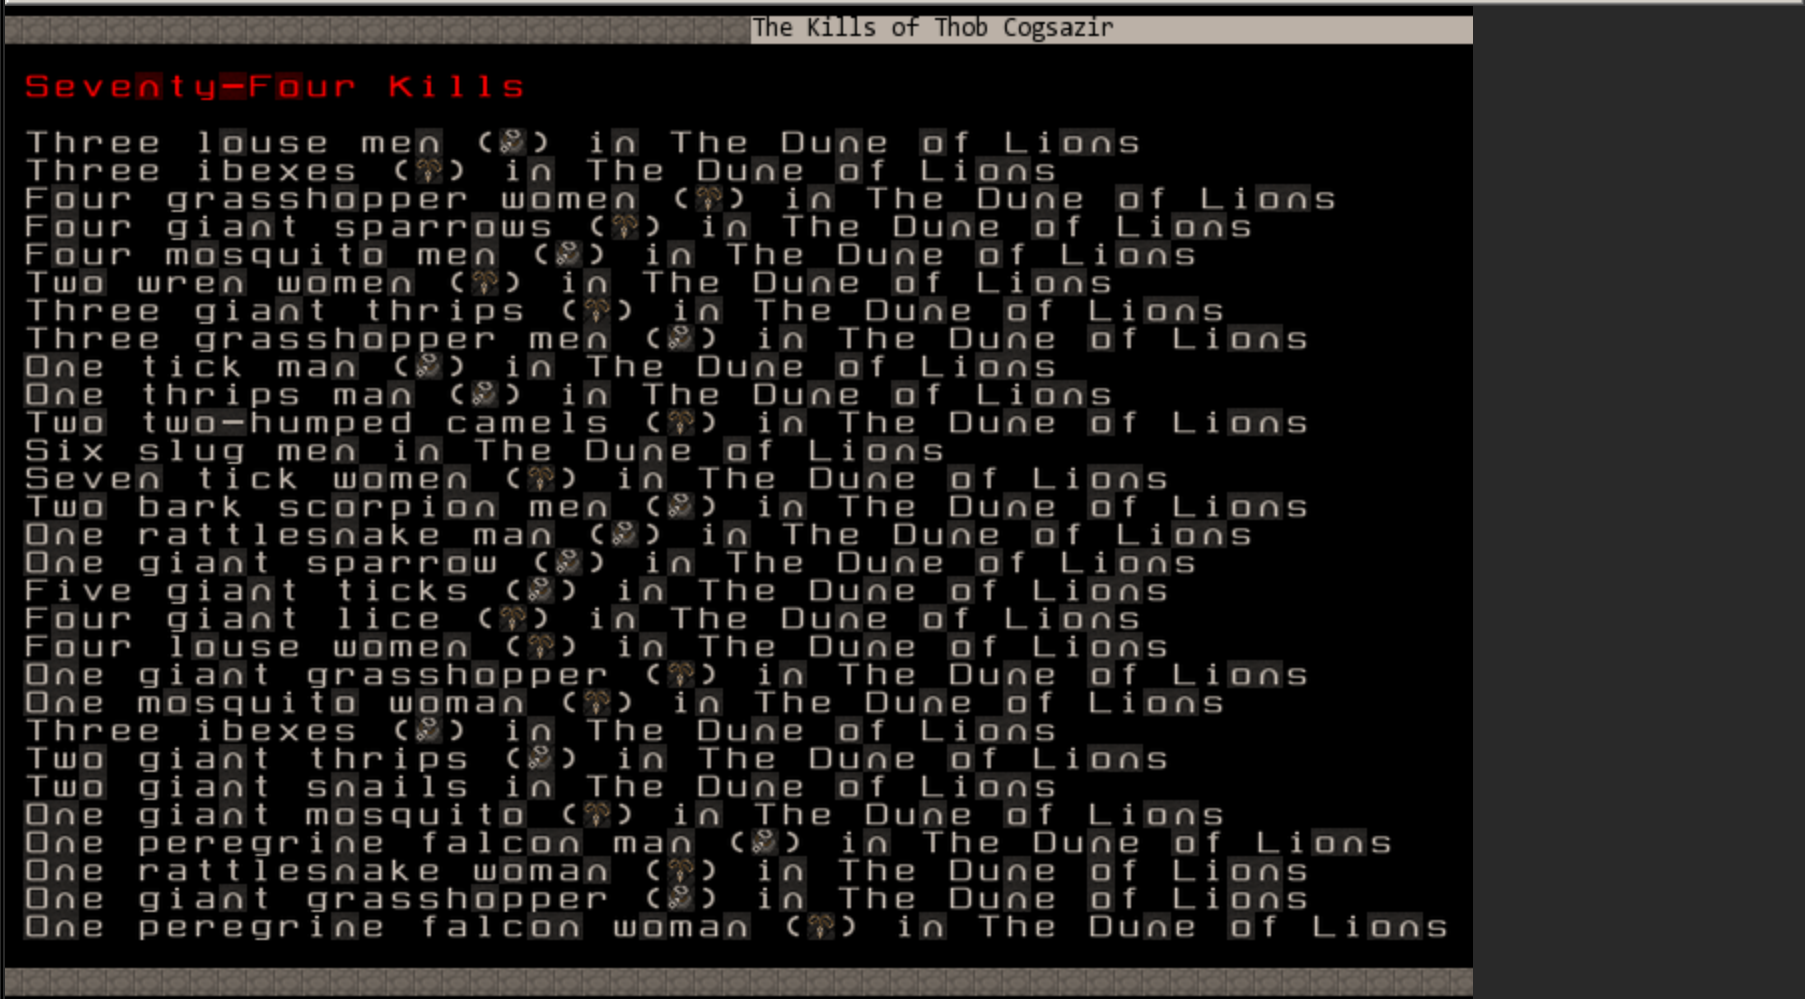 The Kills of Thob Cogsazir
Seventy-Four Kills
Three louse men (♂) in The Dune of Lions
Three ibexes (♀) in The Dune of Lions
Four grasshopper women (♀) in The Dune of Lions
Four giant sparrows (♀) in The Dune of Lions
Four mosquito men (♂) in The Dune of Lions
Two wren women (♀) in The Dune of Lions
Three giant thrips (♀) in The Dune of Lions
Three grasshopper men (♂) in The Dune of Lions
One tick man (♂) in The Dune of Lions
One thrips man (♂) in The Dune of Lions
Two two-humped camels (♀) in The Dune of Lions
Six slug men in The Dune of Lions
Seven tick women (♀) in The Dune of Lions
Two bark scorpion men (♂) in The Dune of Lions
One rattlesnake man (♂) in The Dune of Lions
One giant sparrow (♂) in The Dune of Lions
Five giant ticks (♂) in The Dune of Lions
Four giant lice (♀) in The Dune of Lions
Four louse women (♀) in The Dune of Lions
One giant grasshopper (♀) in The Dune of Lions
One mosquito woman (♀) in The Dune of Lions
Three ibexes (♂) in The Dune of Lions
Two giant thrips (♂) in The Dune of Lions
Two giant snails in The Dune of Lions
One giant mosquito (♀) in The Dune of Lions
One peregrine falcon man (♂) in The Dune of Lions
One rattlesnake woman (♀) in The Dune of Lions
One giant grasshopper (♂) in The Dune of Lions
One peregrine falcon woman (♀) in The Dune of Lions